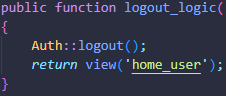 public function logout_logic(
{
Auth::logout();
return view('home_user');
}